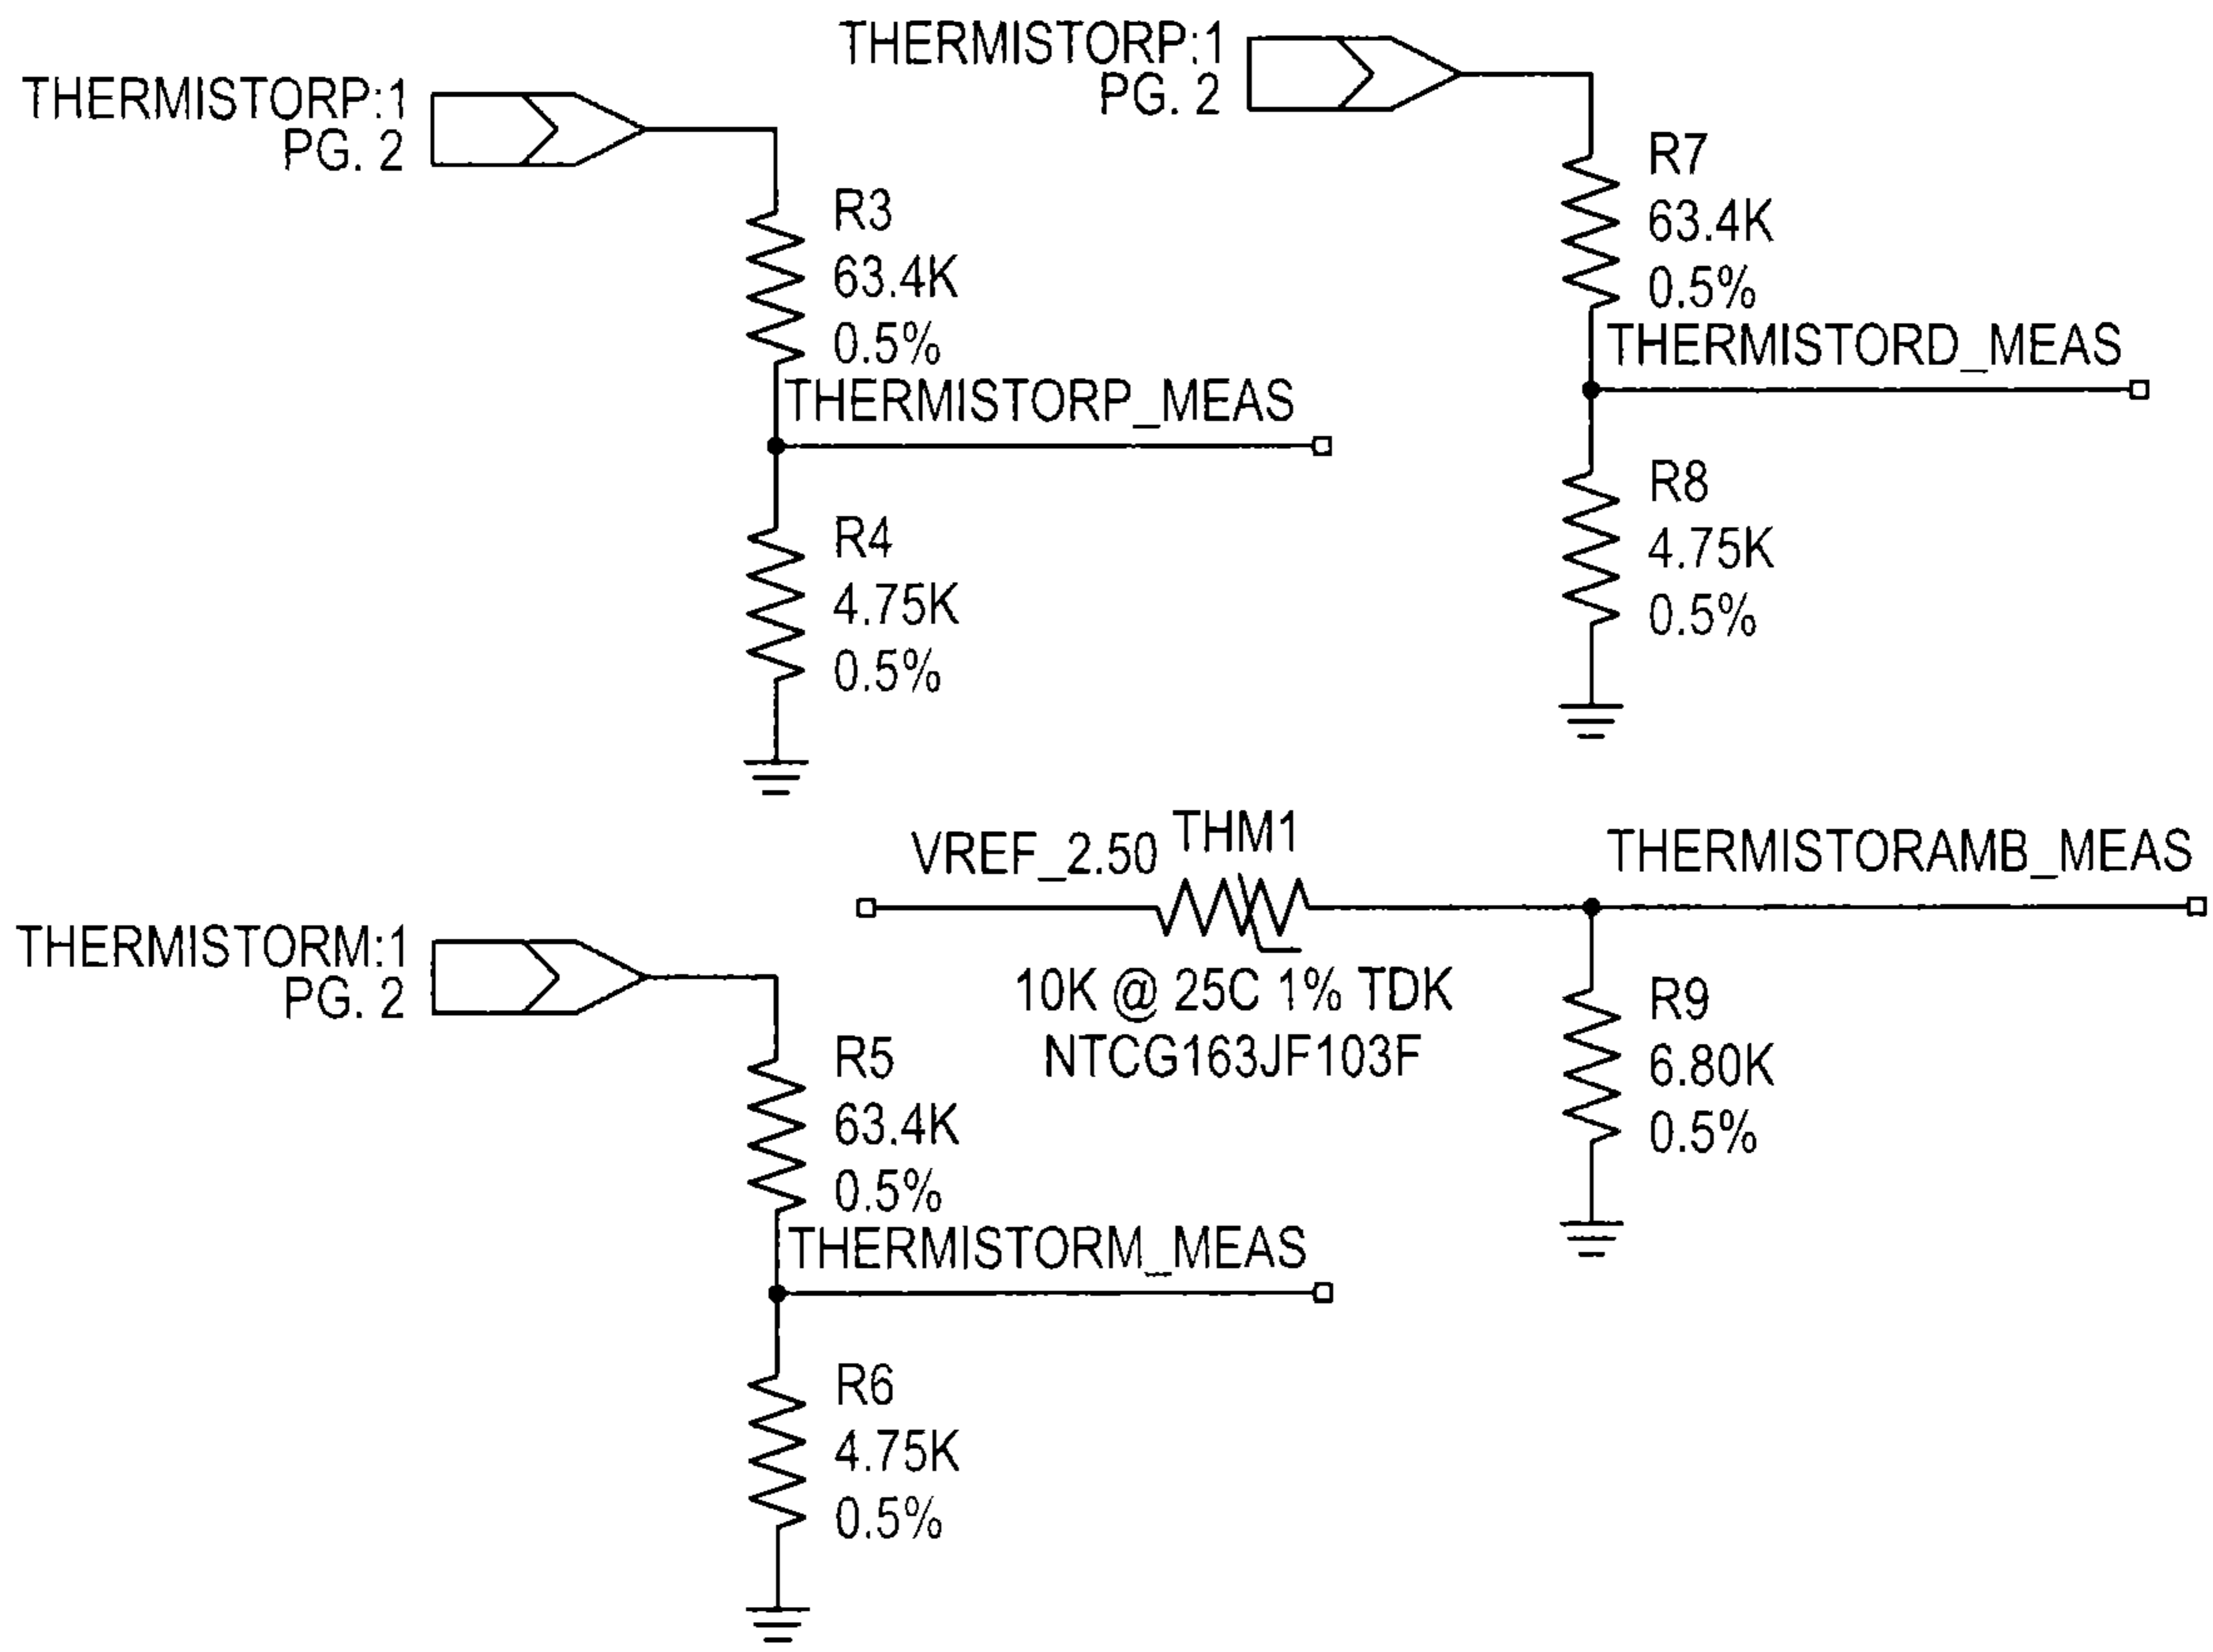 THERMISTORP:1
PG. 2
R3
63.4K
0.5%
THERMISTORP_MEAS
R4
4.75K
0.5%
THERMISTORP:1
PG. 2
R7
63.4K
0.5%
THERMISTORD_MEAS
R8
4.75K
0.5%
THERMISTORM:1
PG. 2
R5
63.4K
0.5%
THERMISTORM_MEAS
R6
4.75K
0.5%
VREF_2.50
THM1
10K @ 25C 1% TDK
NTCG163JF103F
THERMISTORAMB_MEAS
R9
6.80K
0.5%